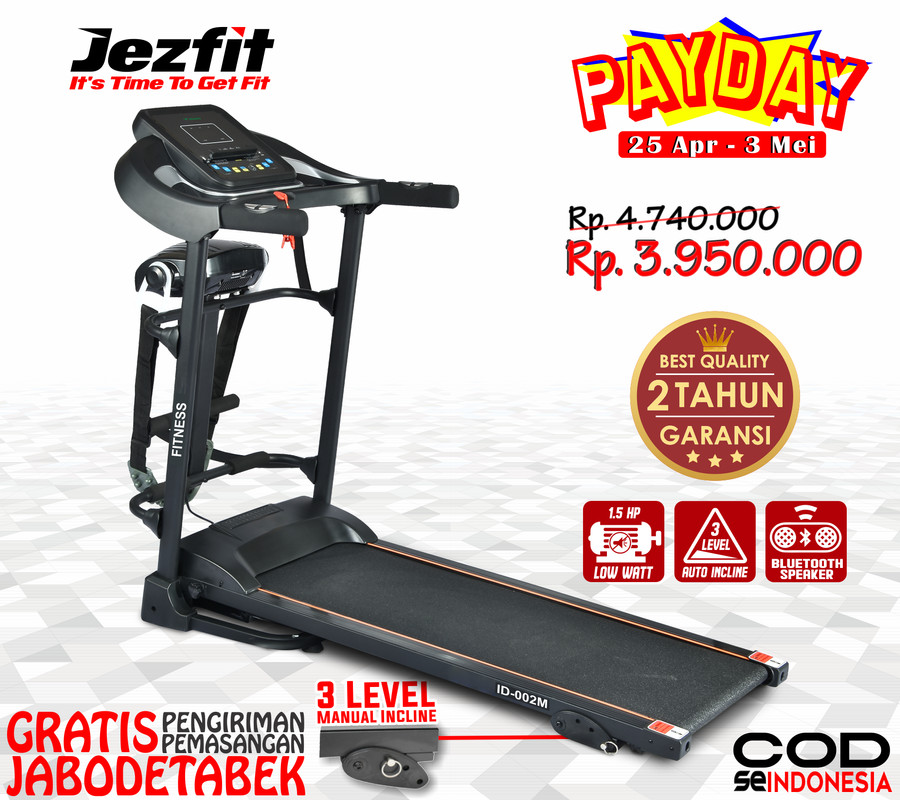 Jezfit
It's Time To Get Fit
PAYDAY
25 Apr - 3 Mei
Rp. 4.740.000
Rp. 3.950.000
BEST QUALITY
2 TAHUN
GARANSI
FITNESS
1.5 HP
LOW WATT
3
LEVEL
AUTO INCLINE
BLUETOOTH
SPEAKER
ID-002M
3 LEVEL
MANUAL INCLINE
GRATIS PENGIRIMAN
PEMASANGAN
JABODETABEK
COD
seINDONESIA